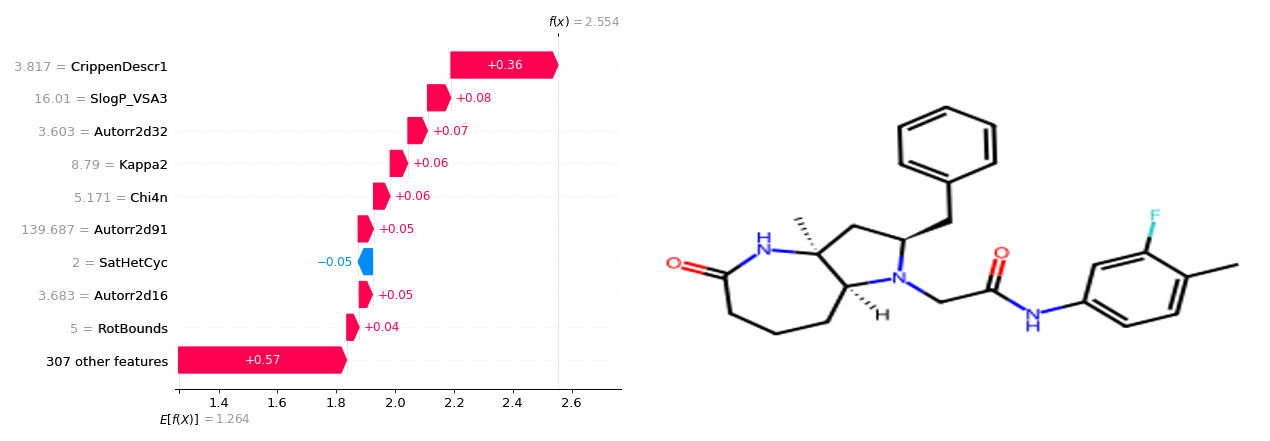 f(x) = 2.554
3.817 = CrippenDescr1
+0.36
16.01 = SlogP_VSA3
+0.08
3.603 = Autorr2d32
+0.07
8.79 = Kappa2
+0.06
5.171 = Chi4n
+0.06
139.687 = Autorr2d91
+0.05
2 = SatHetCyc
−0.05
3.683 = Autorr2d16
+0.05
5 = RotBounds
+0.04
307 other features
+0.57
1.4 1.6 1.8 2.0 2.2 2.4 2.6
E[f(X)] = 1.264
F
H
N
O
O
N
H
N
H